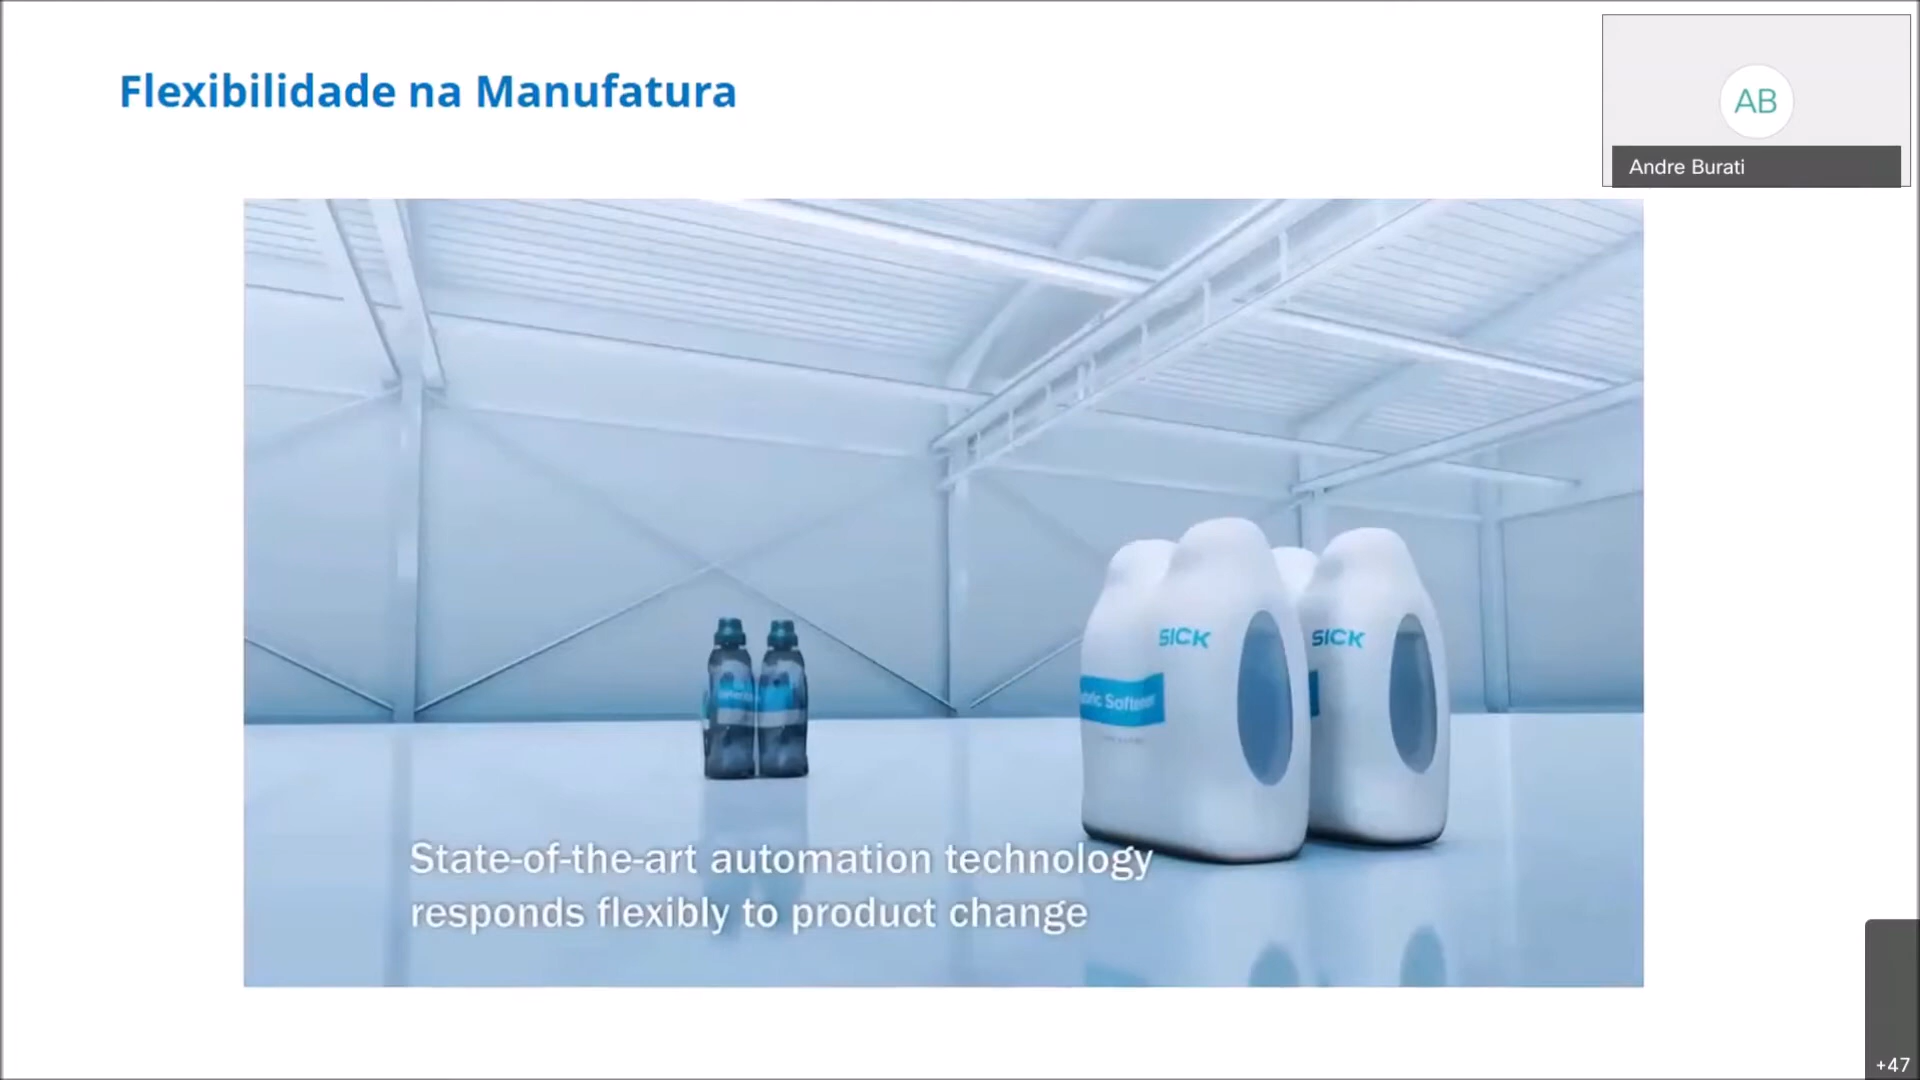 Flexibilidade na Manufatura
AB
Andre Burati
SICK
SICK
Softener
State-of-the-art automation technology
responds flexibly to product change
+47